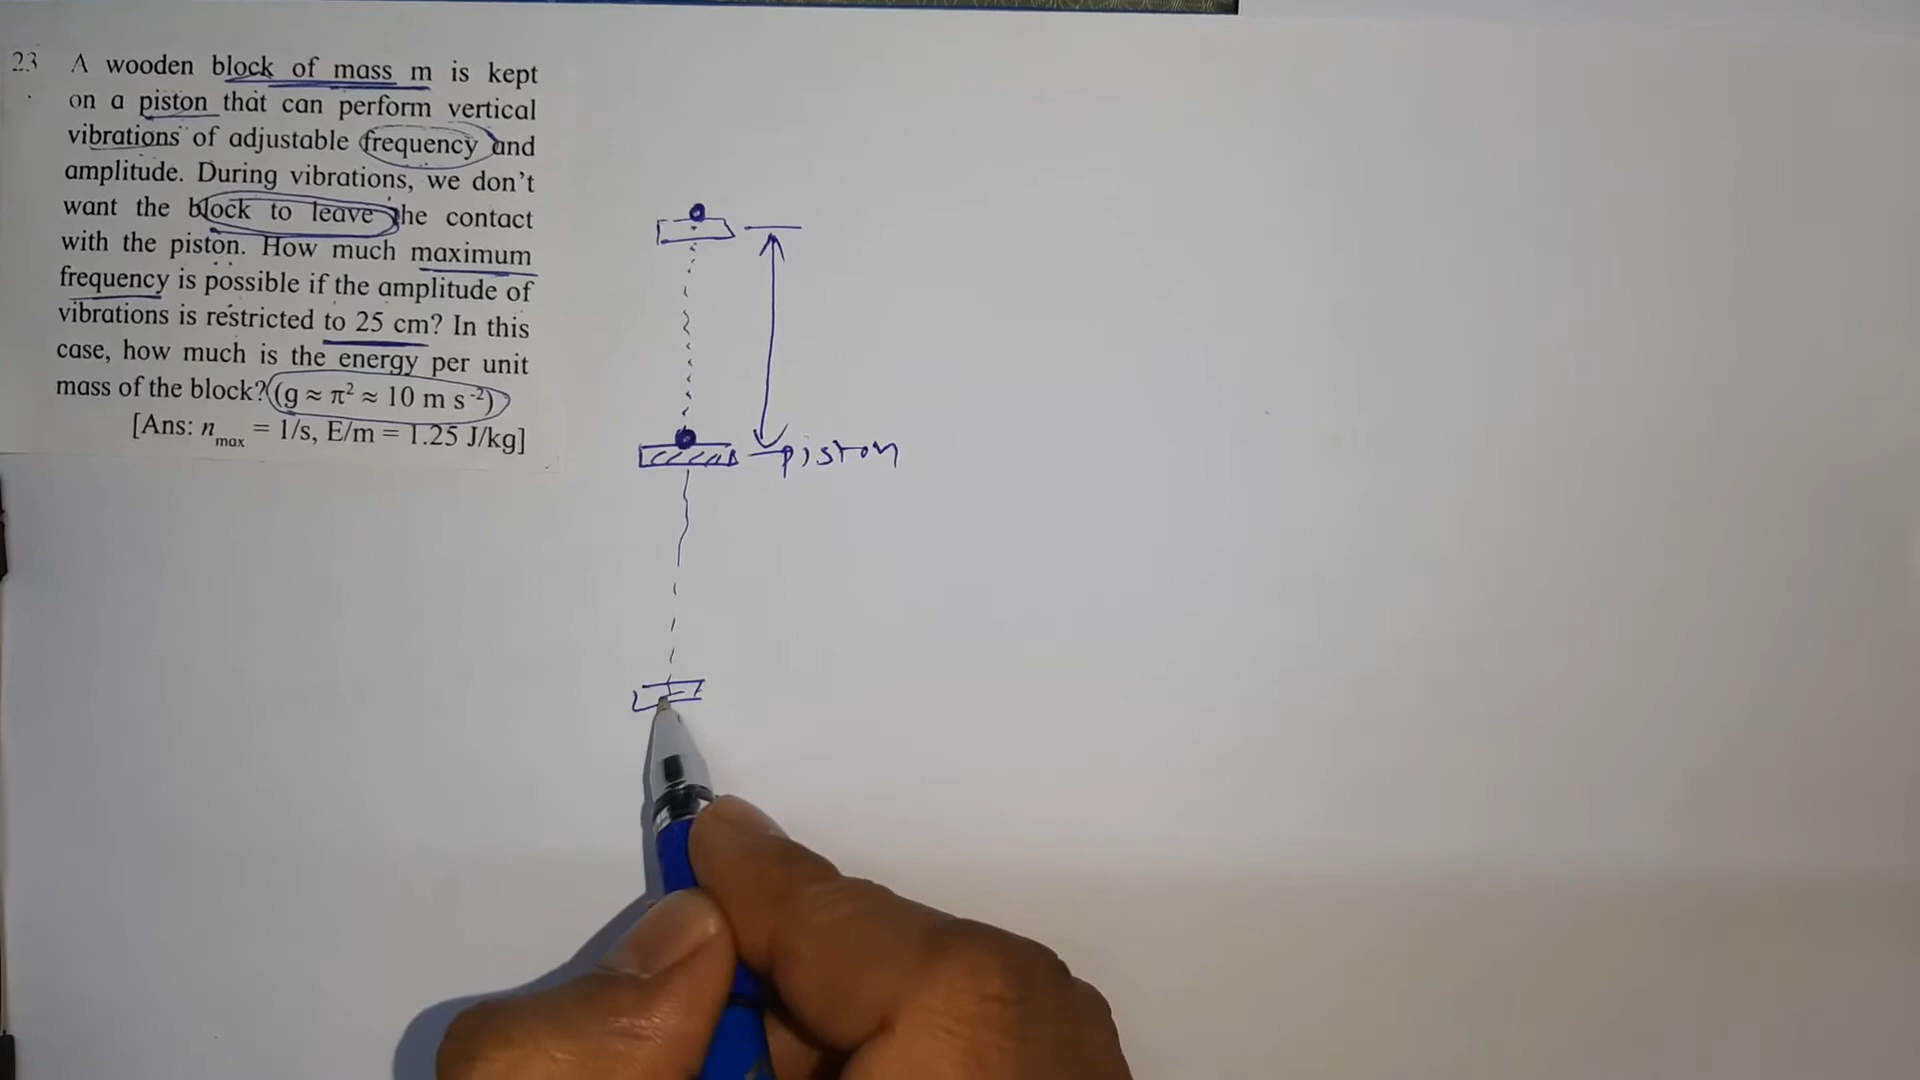 23 A wooden block of mass m is kept
on a piston that can perform vertical
vibrations of adjustable frequency and
amplitude. During vibrations, we don't
want the block to leave the contact
with the piston. How much maximum
frequency is possible if the amplitude of
vibrations is restricted to 25 cm? In this
case, how much is the energy per unit
mass of the block? (g ≈ π² ≈ 10 m s⁻²)
[Ans: nmax = 1/s, E/m = 1.25 J/kg]
piston